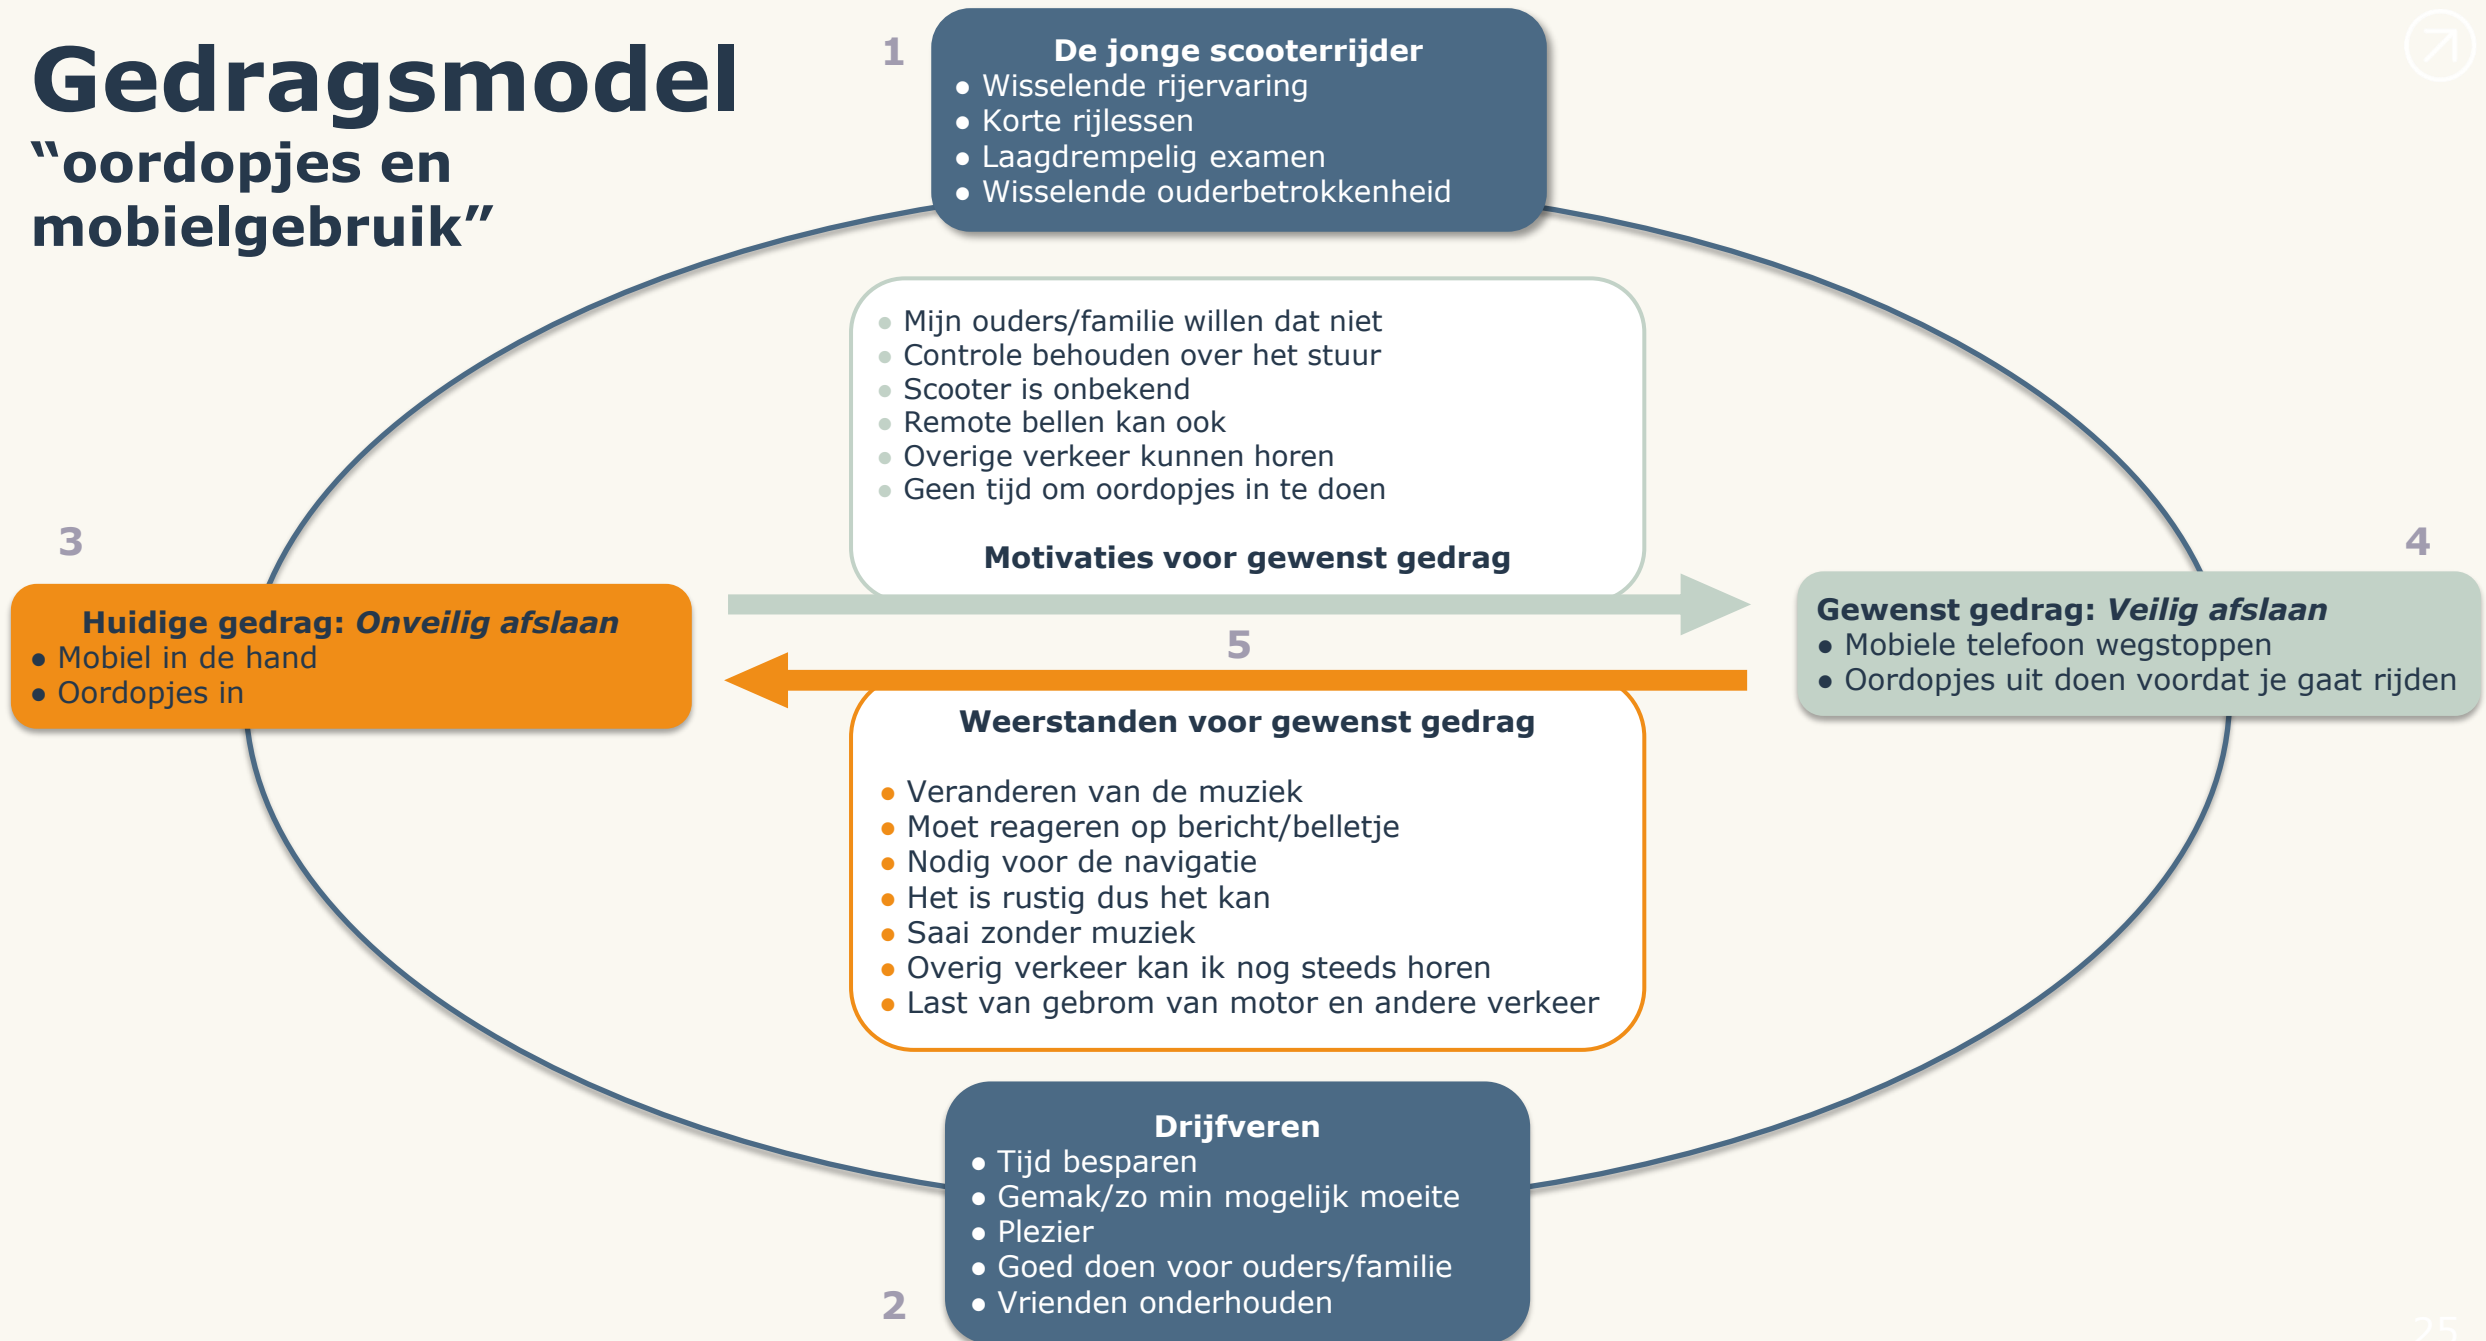 Gedragsmodel
“oordopjes en
mobielgebruik”
1
De jonge scooterrijder
● Wisselende rijervaring
● Korte rijlessen
● Laagdrempelig examen
● Wisselende ouderbetrokkenheid
● Mijn ouders/familie willen dat niet
● Controle behouden over het stuur
● Scooter is onbekend
● Remote bellen kan ook
● Overige verkeer kunnen horen
● Geen tijd om oordopjes in te doen
Motivaties voor gewenst gedrag
3
Huidige gedrag: Onveilig afslaan
● Mobiel in de hand
● Oordopjes in
4
Gewenst gedrag: Veilig afslaan
● Mobiele telefoon wegstoppen
● Oordopjes uit doen voordat je gaat rijden
5
Weerstanden voor gewenst gedrag
● Veranderen van de muziek
● Moet reageren op bericht/belletje
● Nodig voor de navigatie
● Het is rustig dus het kan
● Saai zonder muziek
● Overig verkeer kan ik nog steeds horen
● Last van gebrom van motor en andere verkeer
Drijfveren
● Tijd besparen
● Gemak/zo min mogelijk moeite
● Plezier
● Goed doen voor ouders/familie
● Vrienden onderhouden
2
25